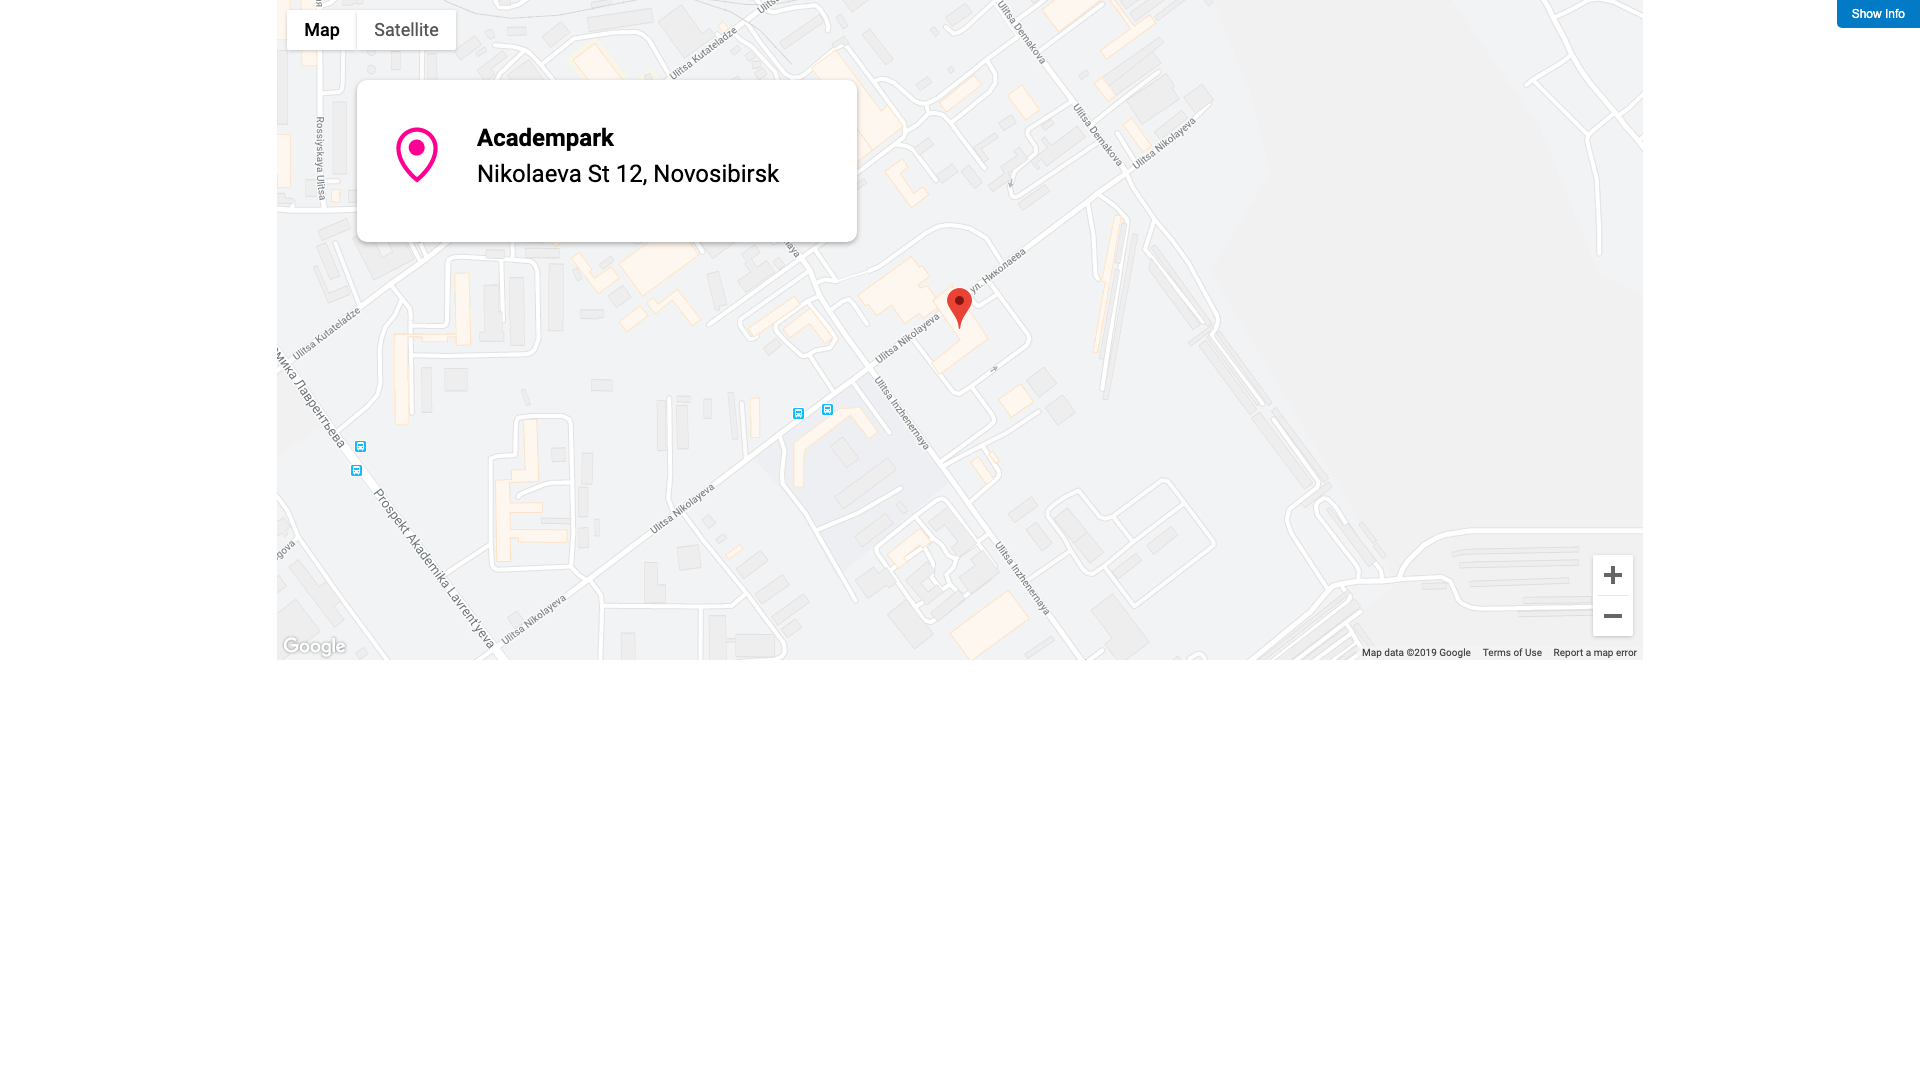 Map
Satellite
Show Info
Ulitsa Kutateladze
Ulitsa Demakova
Rossiyskaya Ulitsa
Ulitsa Demakova
Ulitsa Nikolayeva
Academpark
Nikolaeva St 12, Novosibirsk
ул. Николаева
Ulitsa Kutateladze
Ulitsa Nikolayeva
Ulitsa Inzhenernaya
Лаврентьева
Prospekt Akademika Lavrent'yeva
Ulitsa Nikolayeva
Ulitsa Inzhenernaya
Ulitsa Nikolayeva
Google
Map data ©2019 Google
Terms of Use
Report a map error